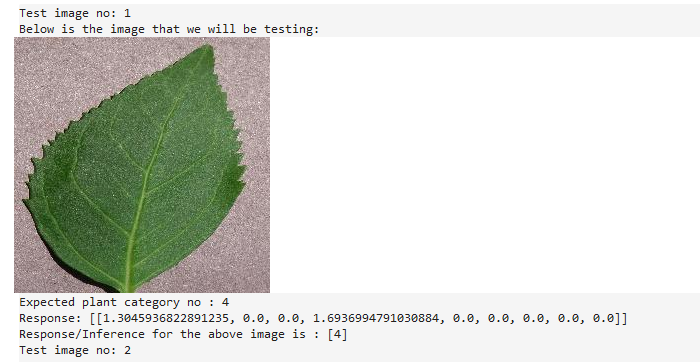 Test image no: 1
Below is the image that we will be testing:
Expected plant category no : 4
Response: [[1.3045936822891235, 0.0, 0.0, 1.6936994791030884, 0.0, 0.0, 0.0, 0.0, 0.0]]
Response/Inference for the above image is : [4]
Test image no: 2